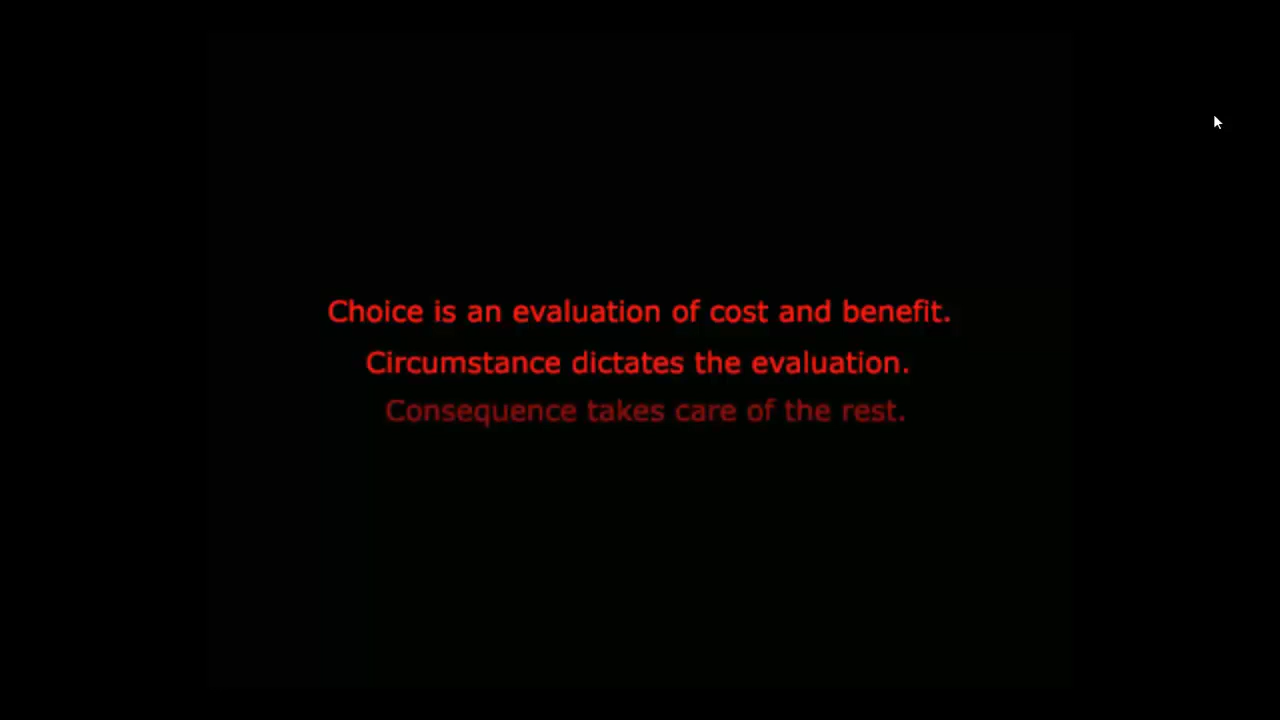 Choice is an evaluation of cost and benefit.
Circumstance dictates the evaluation.
Consequence takes care of the rest.